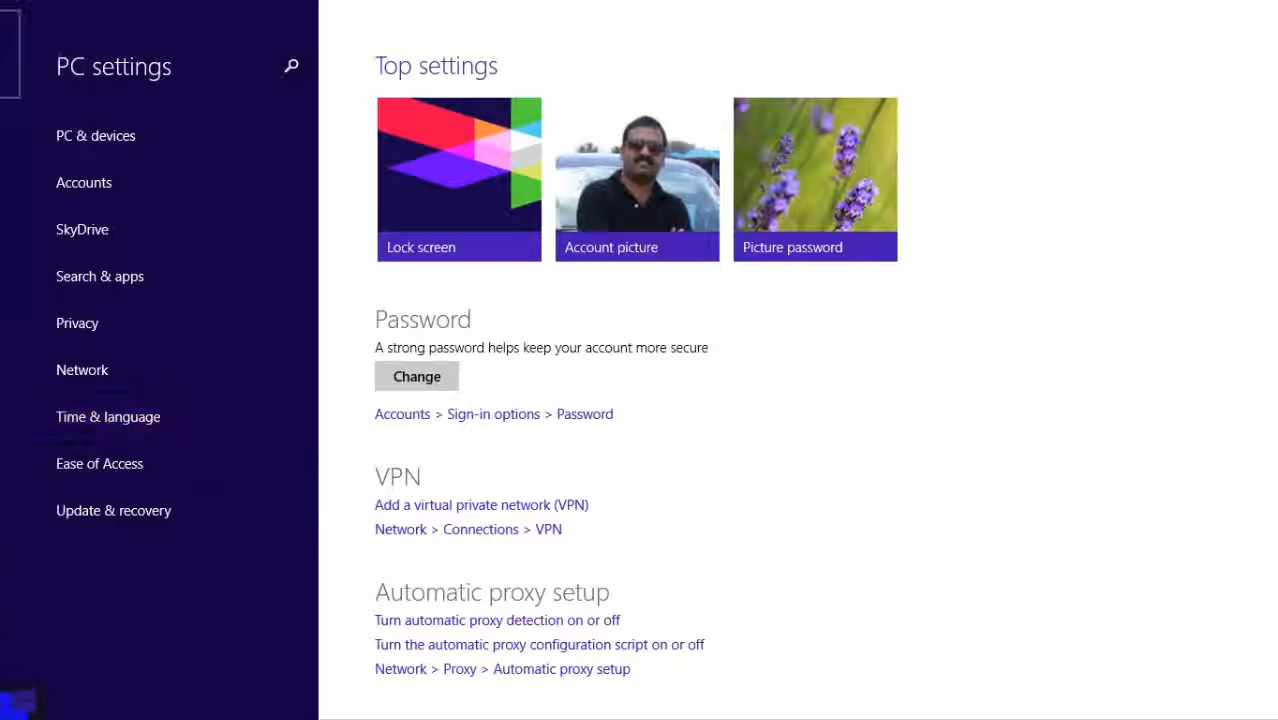 PC settings
PC & devices
Accounts
SkyDrive
Search & apps
Privacy
Network
Time & language
Ease of Access
Update & recovery
Top settings
Lock screen
Account picture
Picture password
Password
A strong password helps keep your account more secure
Change
Accounts > Sign-in options > Password
VPN
Add a virtual private network (VPN)
Network > Connections > VPN
Automatic proxy setup
Turn automatic proxy detection on or off
Turn the automatic proxy configuration script on or off
Network > Proxy > Automatic proxy setup